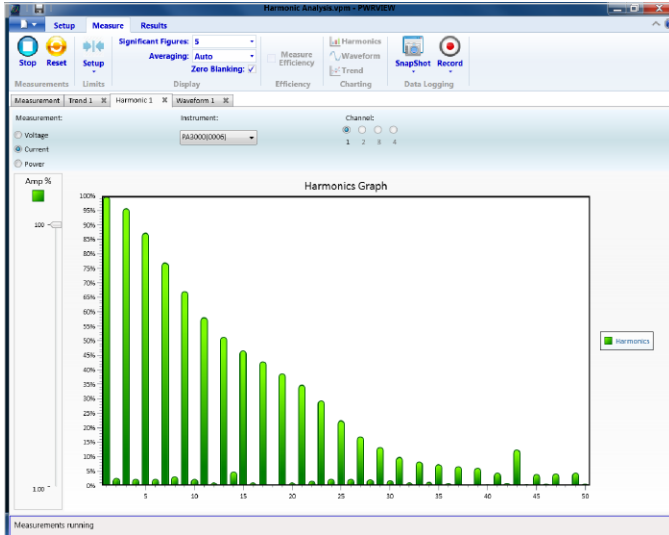 Harmonic Analysis.vpm - PWRVIEW
Setup Measure Results
Significant Figures: 5
Averaging: Auto
Zero Blanking:
Stop Reset Setup
Measure Efficiency
Harmonics
Waveform
Trend
SnapShot Record
Measurements Limits Display Efficiency Charting Data Logging
Measurement Trend 1 Harmonic 1 Waveform 1
Measurement: Instrument: Channel:
Voltage
Current
Power
PA3000(0006)
1 2 3 4
Amp %
100
1.00
Harmonics Graph
100%
95%
90%
85%
80%
75%
70%
65%
60%
55%
50%
45%
40%
35%
30%
25%
20%
15%
10%
5%
0%
5 10 15 20 25 30 35 40 45 50
Harmonics
Measurements running